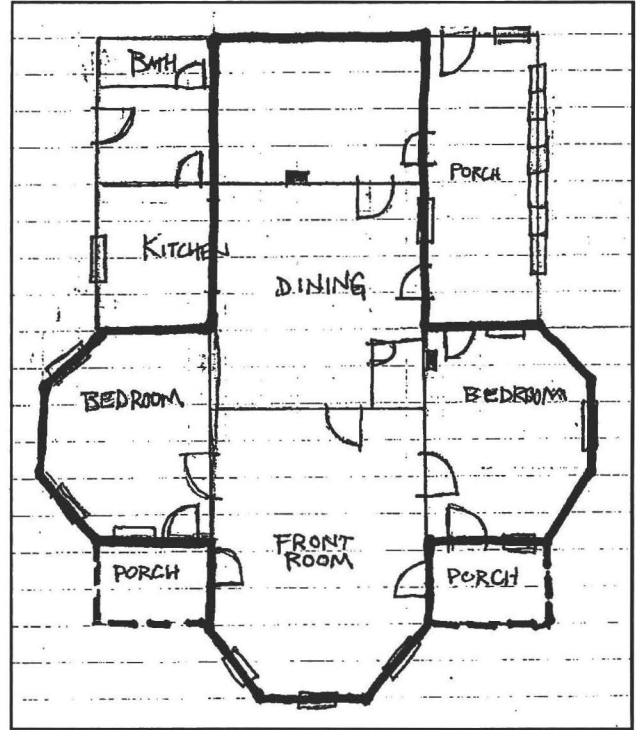 BATH
PORCH
KITCHEN
DINING
BEDROOM
BEDROOM
FRONT
ROOM
PORCH
PORCH